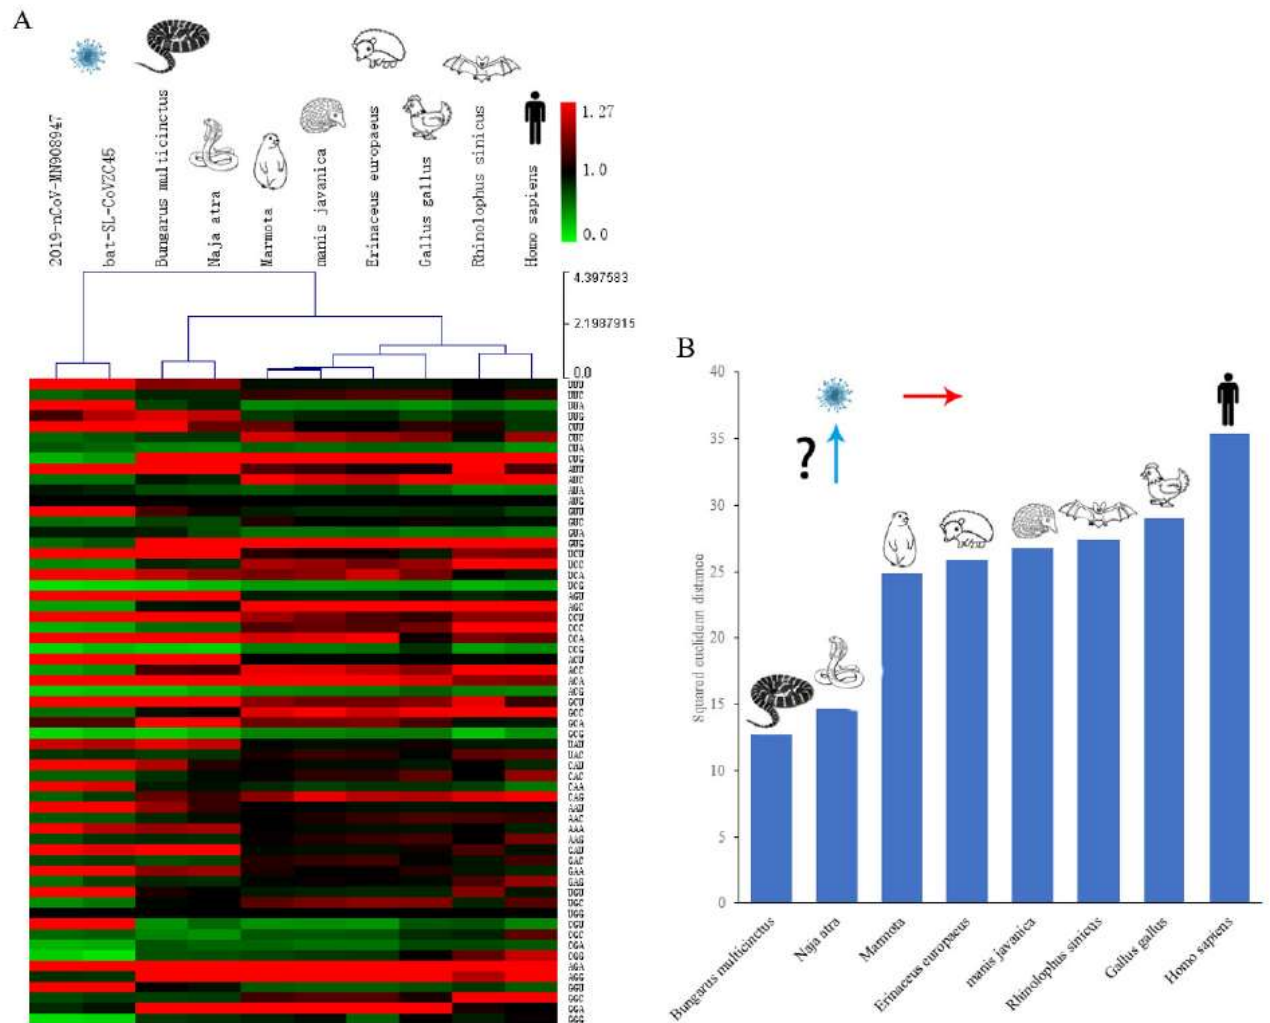 A
2019-nCoV-MN908947
bat-SL-CoVZC45
Bungarus multicinctus
Naja atra
Marmota
manis javanica
Erinaceus europaeus
Gallus gallus
Rhinolophus sinicus
Homo sapiens
1.27
1.0
0.0
4.397583
2.1987915
0.0
UUU
UUC
UUA
UUG
CUU
CUC
CUA
CUG
AUU
AUC
AUA
AUG
GUU
GUC
GUA
GUG
UCU
UCC
UCA
UCG
AGU
AGC
CCU
CCC
CCA
CCG
ACU
ACC
ACA
ACG
GCU
GCC
GCA
GCG
UAU
UAC
CAU
CAC
CAA
CAG
AAU
AAC
AAA
AAG
GAU
GAC
GAA
GAG
UGU
UGC
UGG
CGU
CGC
CGA
CGG
AGA
AGG
GGU
GGC
GGA
GGG
B
?
Squared euclidean distance
40
35
30
25
20
15
10
5
0
Bungarus multicinctus
Naja atra
Marmota
Erinaceus europaeus
manis javanica
Rhinolophus sinicus
Gallus gallus
Homo sapiens